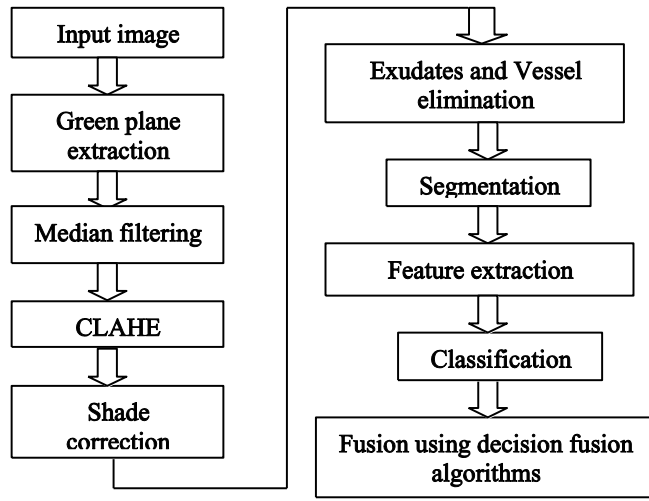 Input image
Green plane
extraction
Median filtering
CLAHE
Shade
correction
Exudates and Vessel
elimination
Segmentation
Feature extraction
Classification
Fusion using decision fusion
algorithms